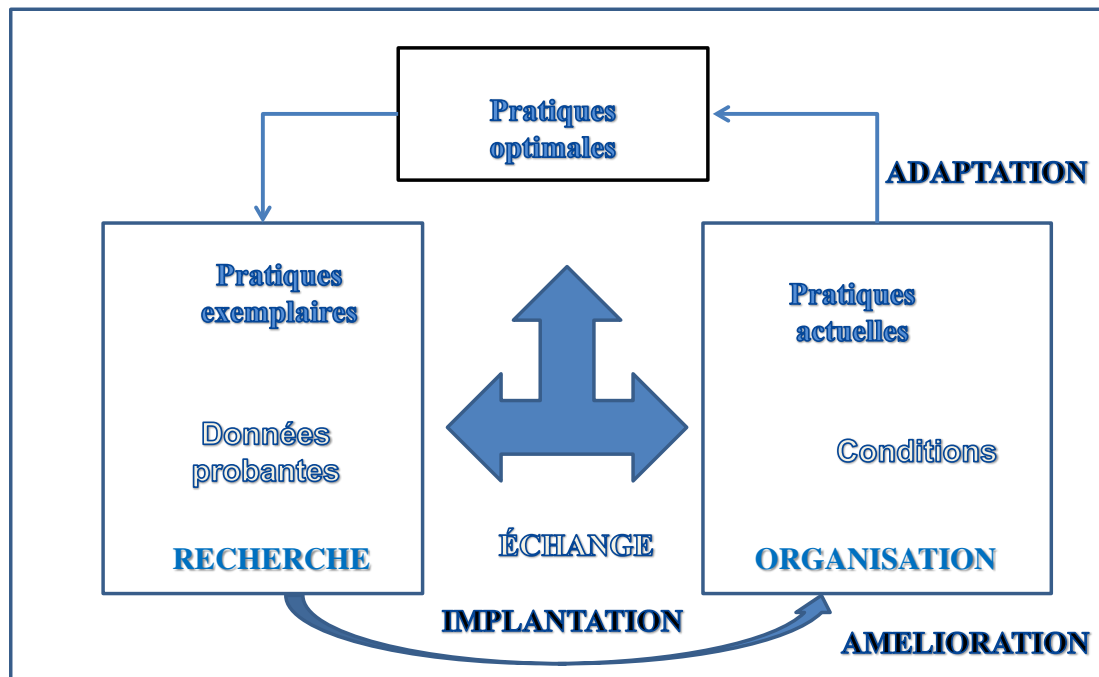 Pratiques
optimales
ADAPTATION
Pratiques
exemplaires
Données
probantes
RECHERCHE
ÉCHANGE
Pratiques
actuelles
Conditions
ORGANISATION
IMPLANTATION
AMELIORATION